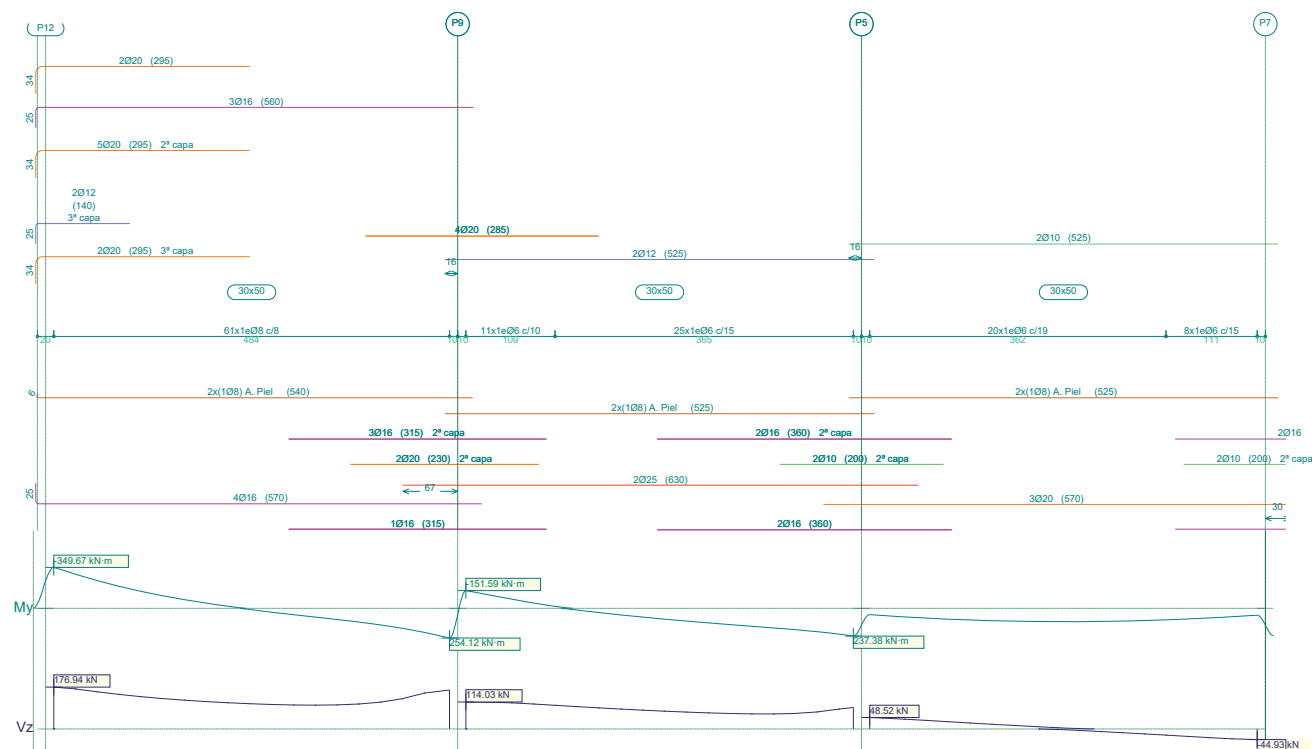 P12
P9
P5
P7
2Ø20 (295)
34
3Ø16 (560)
25
5Ø20 (295) 2ª capa
34
2Ø12
(140)
3ª capa
25
4Ø20 (285)
2Ø10 (525)
2Ø20 (295) 3ª capa
34
16
2Ø12 (525)
16
30x50
30x50
30x50
61x1eØ8 c/8
11x1eØ6 c/10
25x1eØ6 c/15
20x1eØ6 c/19
8x1eØ6 c/15
20
484
10
10
109
365
10
10
362
111
10
6
2x(1Ø8) A. Piel (540)
2x(1Ø8) A. Piel (525)
2x(1Ø8) A. Piel (525)
3Ø16 (315) 2ª capa
2Ø16 (360) 2ª capa
2Ø16
2Ø20 (230) 2ª capa
2Ø10 (200) 2ª capa
2Ø10 (200) 2ª capa
67
2Ø25 (630)
25
4Ø16 (570)
3Ø20 (570)
30
1Ø16 (315)
2Ø16 (360)
-349.67 kN·m
-151.59 kN·m
My
254.12 kN·m
237.38 kN·m
176.94 kN
114.03 kN
48.52 kN
Vz
-44.93 kN